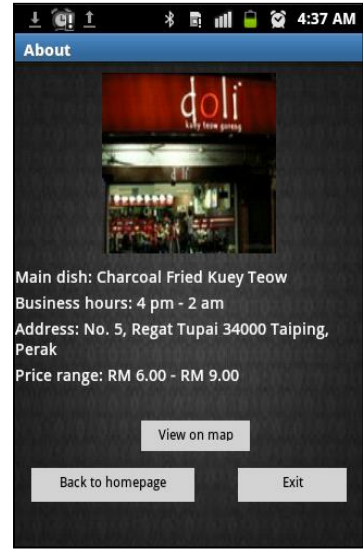 4:37 AM
About
doli
kuey teow goreng
doli
Main dish: Charcoal Fried Kuey Teow
Business hours: 4 pm - 2 am
Address: No. 5, Regat Tupai 34000 Taiping,
Perak
Price range: RM 6.00 - RM 9.00
View on map
Back to homepage
Exit